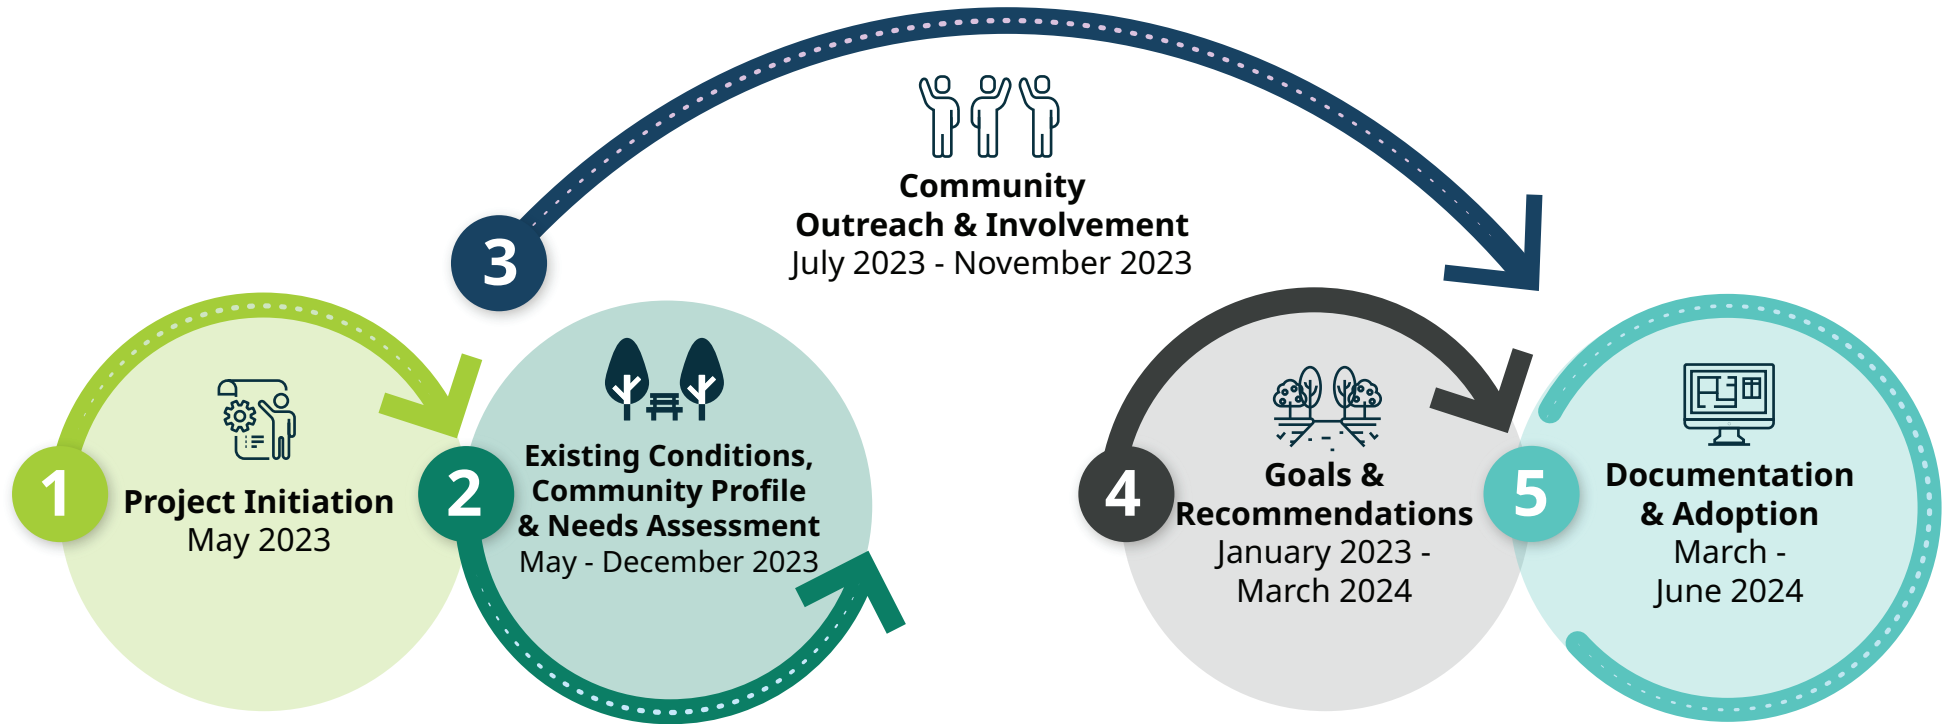 1
Project Initiation
May 2023
2
Existing Conditions,
Community Profile
& Needs Assessment
May - December 2023
3
Community
Outreach & Involvement
July 2023 - November 2023
4
Goals &
Recommendations
January 2023 -
March 2024
5
Documentation
& Adoption
March -
June 2024